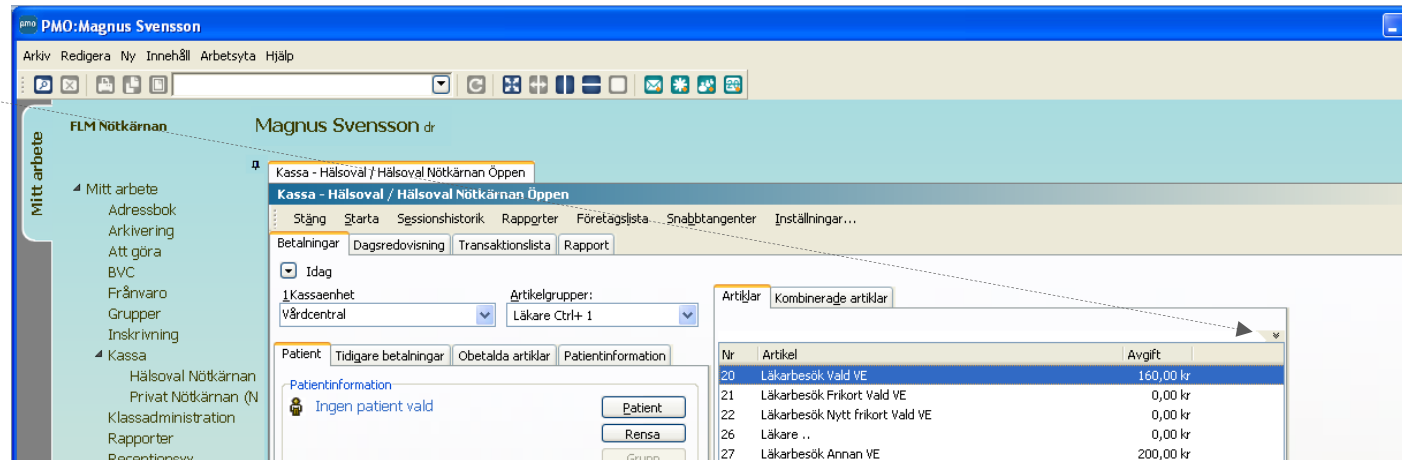 pmo PMO:Magnus Svensson
Arkiv Redigera Ny Innehåll Arbetsyta Hjälp
Mitt arbete
FLM Nötkärnan
Magnus Svensson dr
Kassa - Hälsoval / Hälsoval Nötkärnan Öppen
Kassa - Hälsoval / Hälsoval Nötkärnan Öppen
Stäng Starta Sessionshistorik Rapporter Företagslista Snabbtangenter Inställningar...
Betalningar Dagsredovisning Transaktionslista Rapport
Idag
1Kassaenhet Artikelgrupper:
Vårdcentral Läkare Ctrl+ 1
Patient Tidigare betalningar Obetalda artiklar Patientinformation
Patientinformation
Ingen patient vald
Patient
Rensa
Grupp
Artiklar Kombinerade artiklar
Nr Artikel Avgift
20 Läkarbesök Vald VE 160,00 kr
21 Läkarbesök Frikort Vald VE 0,00 kr
22 Läkarbesök Nytt frikort Vald VE 0,00 kr
26 Läkare .. 0,00 kr
27 Läkarbesök Annan VE 200,00 kr
Mitt arbete
Adressbok
Arkivering
Att göra
BVC
Frånvaro
Grupper
Inskrivning
Kassa
Hälsoval Nötkärnan
Privat Nötkärnan (N
Klassadministration
Rapporter
Receptionsvy